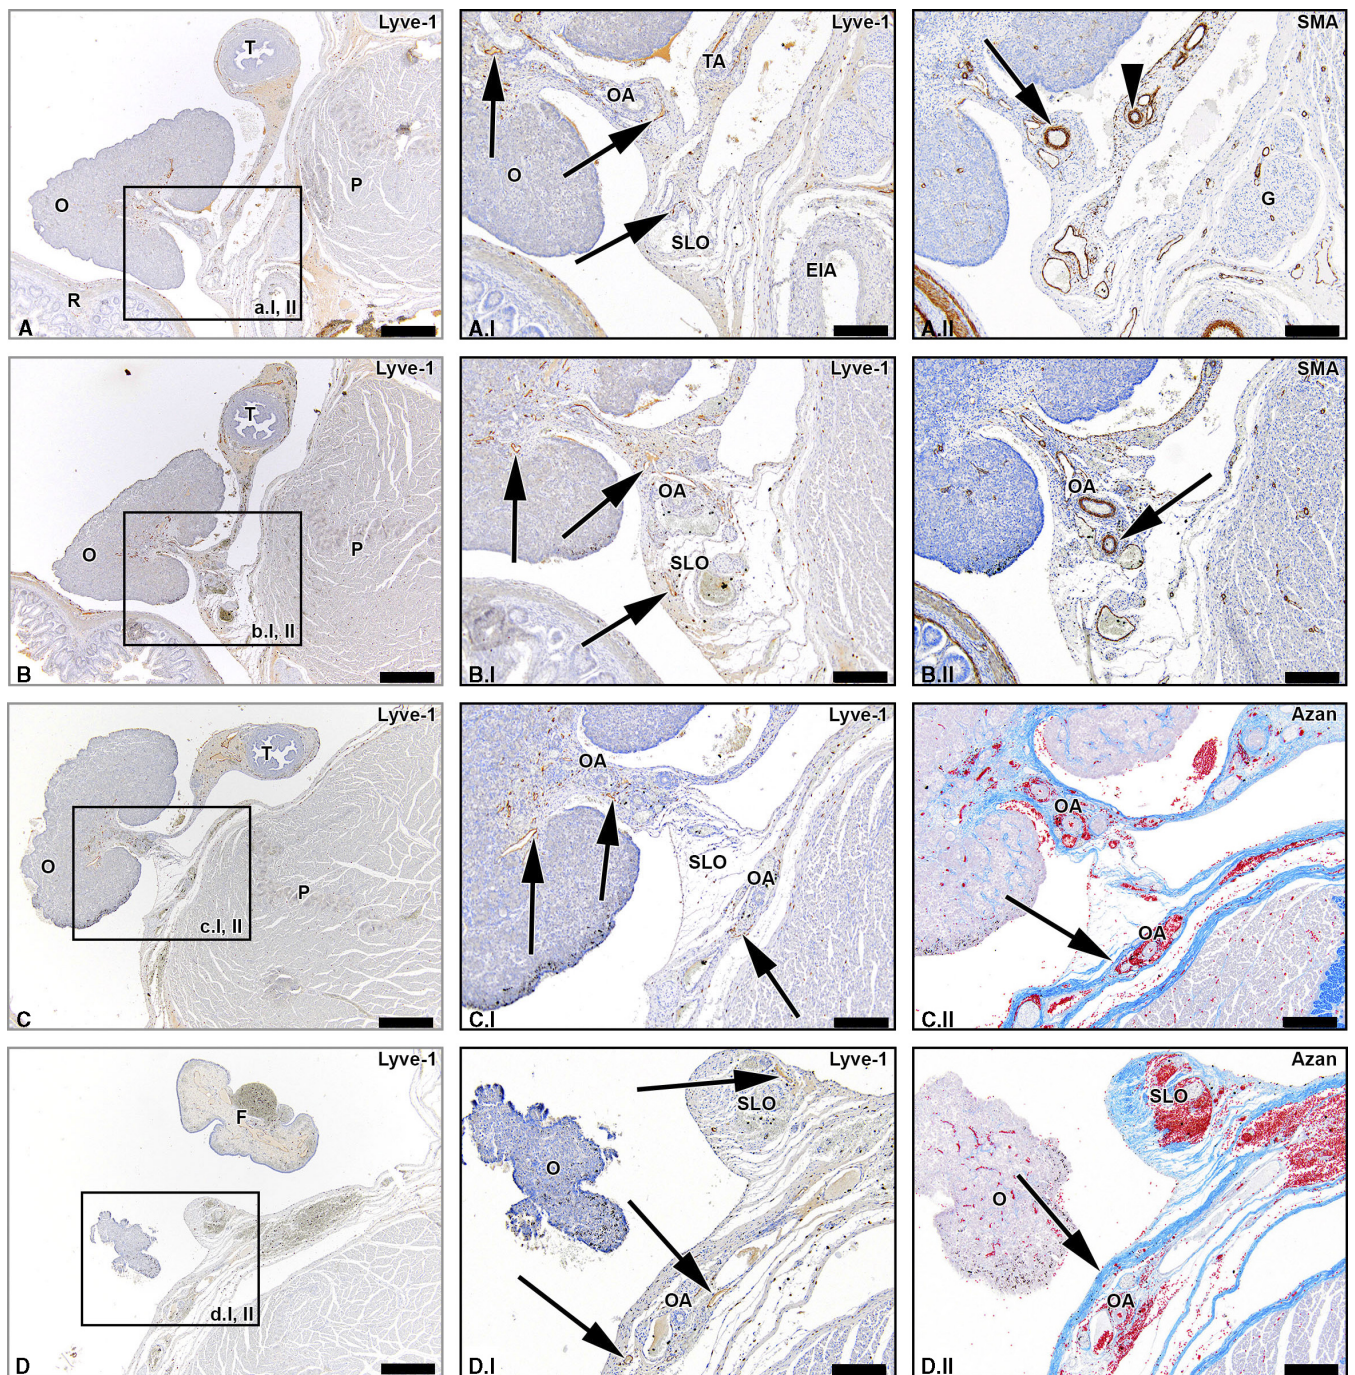 Lyve-1
T
O
P
R
a.I, II
A
Lyve-1
TA
OA
O
SLO
EIA
A.I
SMA
G
A.II
Lyve-1
T
O
P
b.I, II
B
Lyve-1
OA
SLO
B.I
SMA
OA
B.II
Lyve-1
T
O
P
c.I, II
C
Lyve-1
OA
SLO
OA
C.I
Azan
OA
OA
C.II
Lyve-1
F
d.I, II
D
Lyve-1
SLO
O
OA
D.I
Azan
SLO
O
OA
D.II